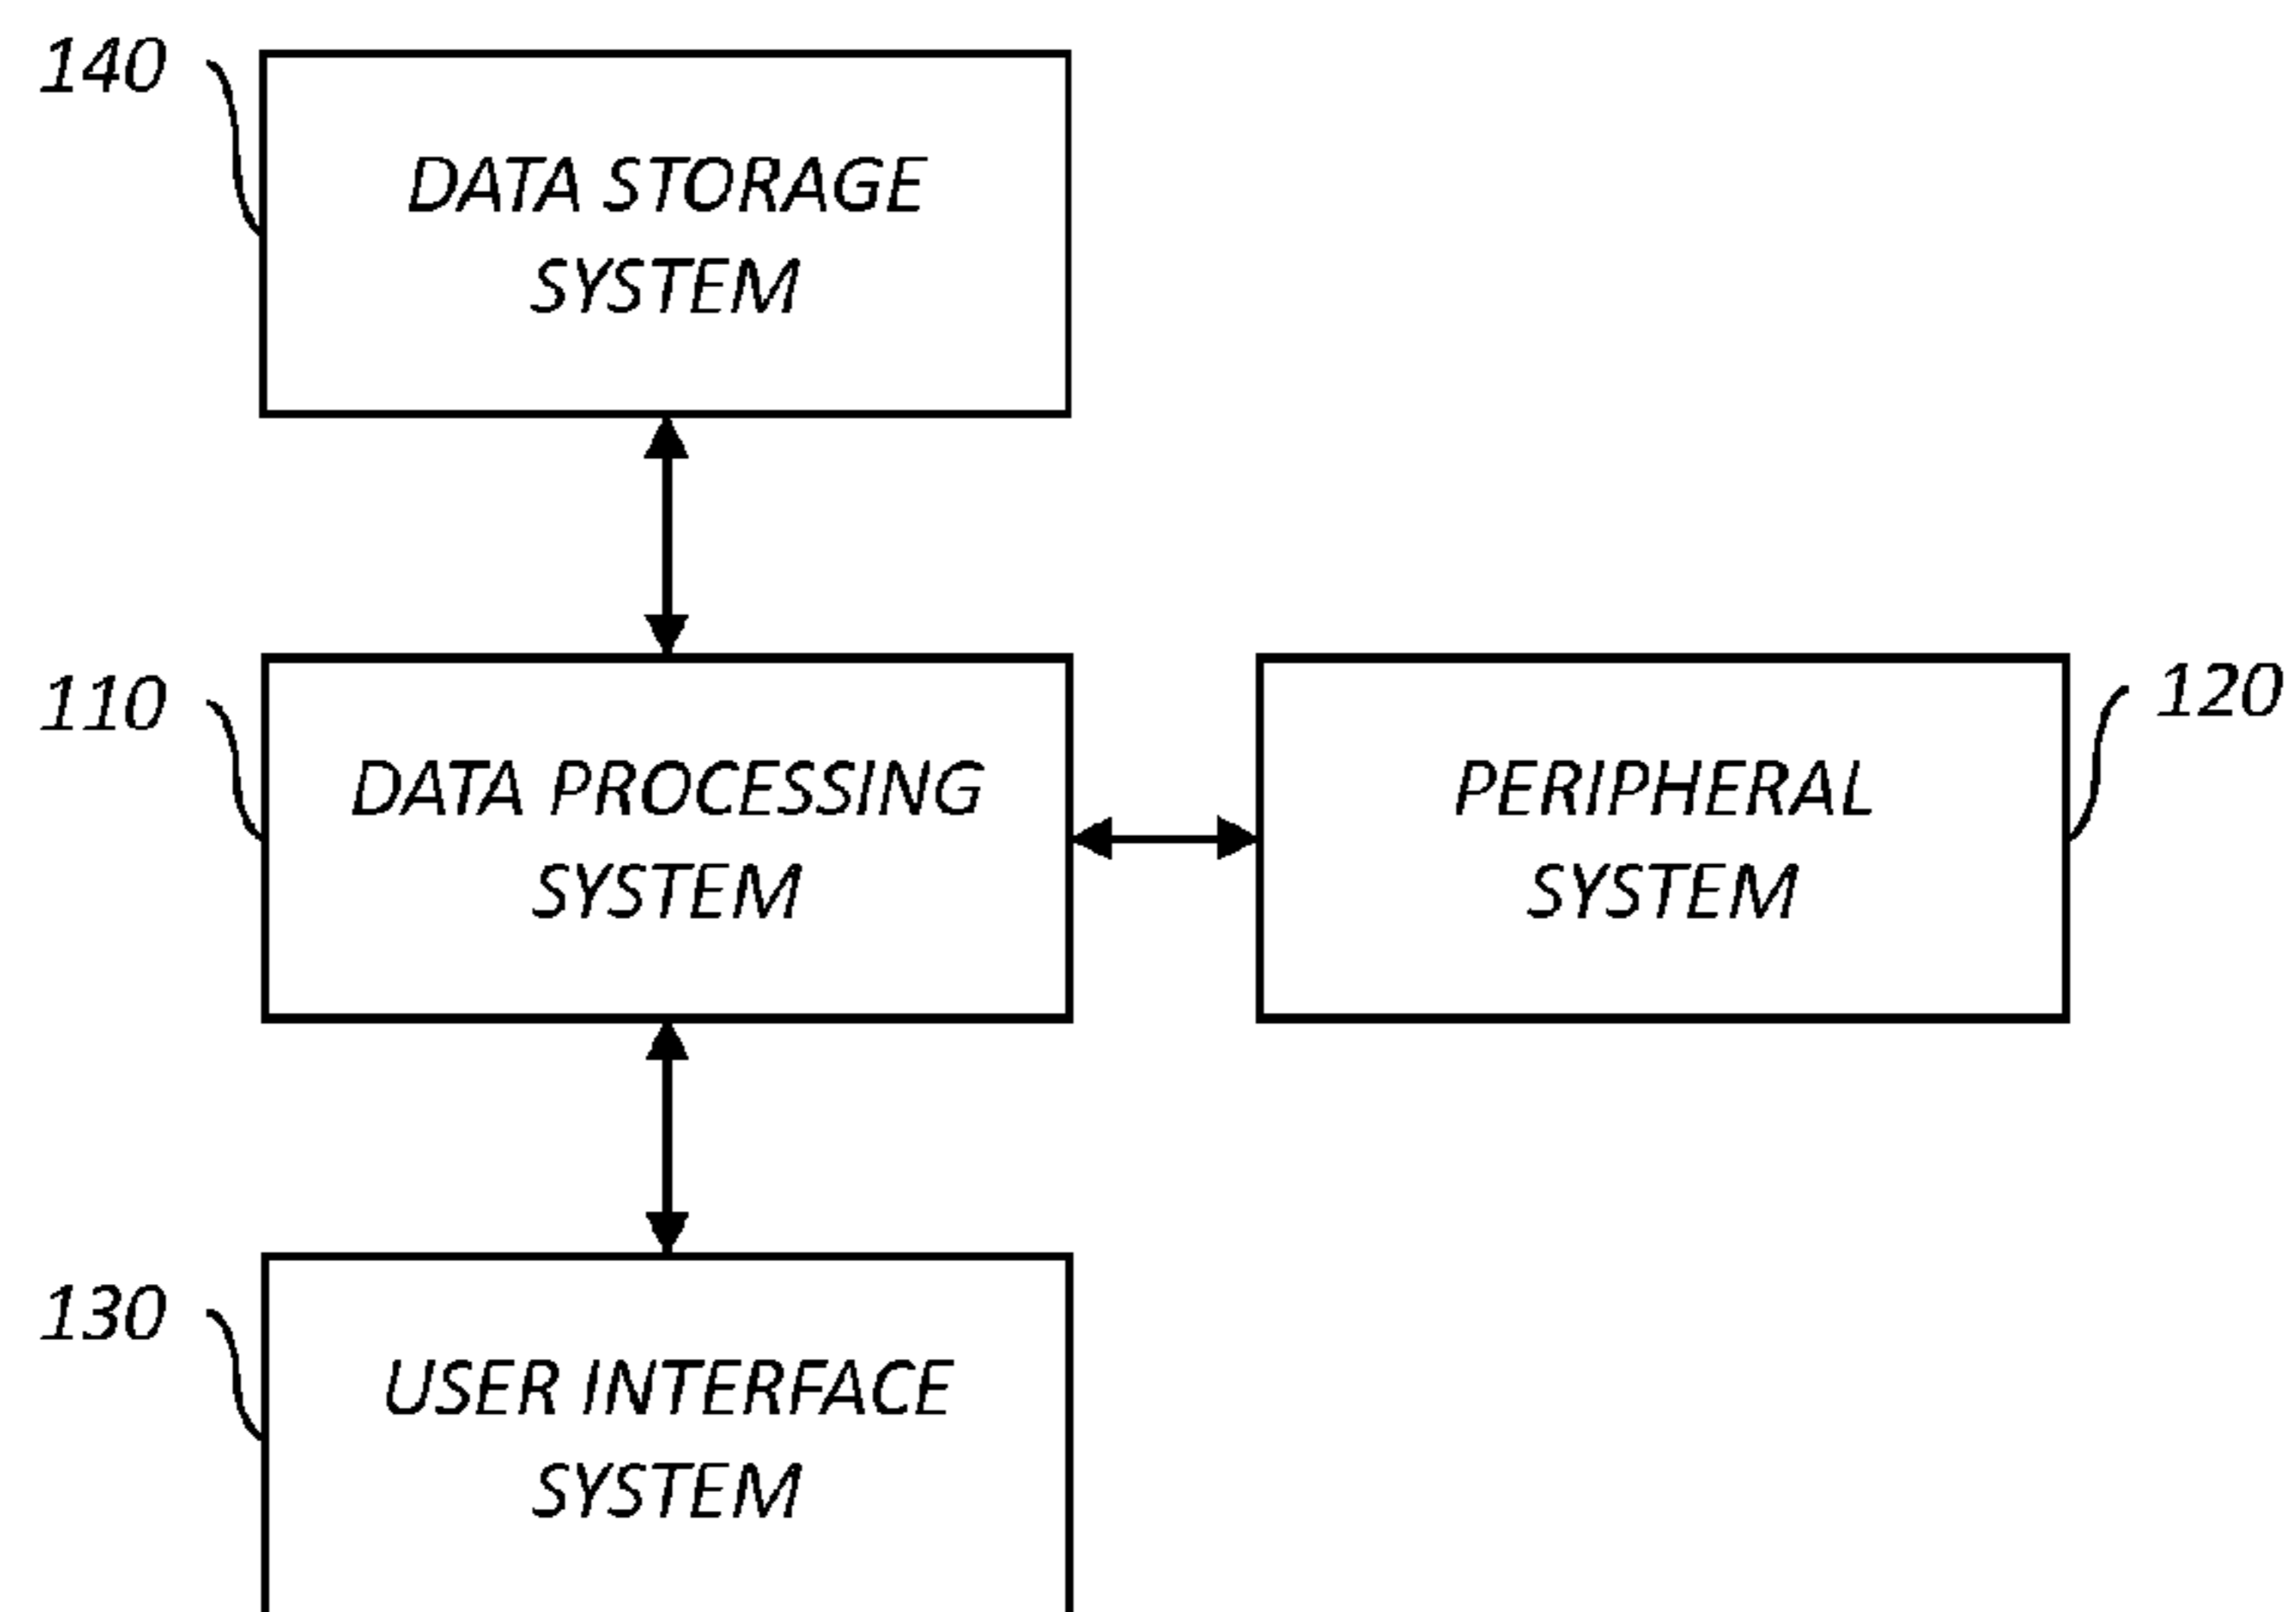 140
DATA STORAGE
SYSTEM
110
DATA PROCESSING
SYSTEM
PERIPHERAL
SYSTEM
120
130
USER INTERFACE
SYSTEM